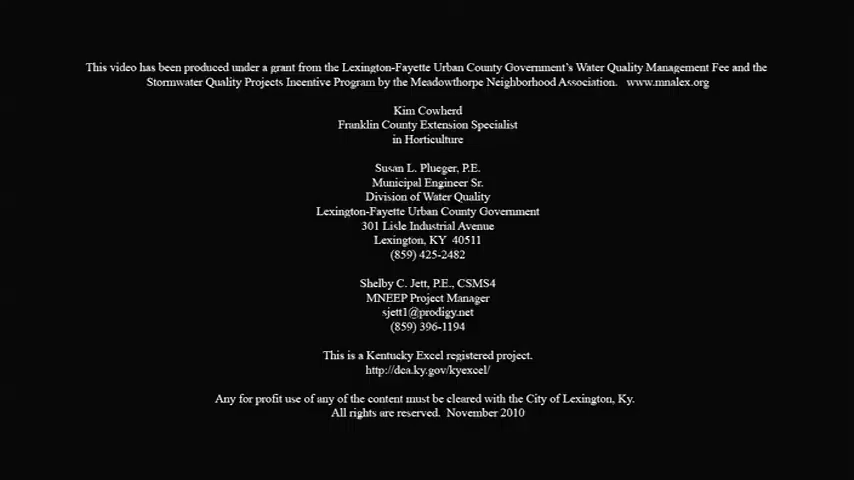 This video has been produced under a grant from the Lexington-Fayette Urban County Government's Water Quality Management Fee and the
Stormwater Quality Projects Incentive Program by the Meadowthorpe Neighborhood Association.   www.mnalex.org
Kim Cowherd
Franklin County Extension Specialist
in Horticulture
Susan L. Plueger, P.E.
Municipal Engineer Sr.
Division of Water Quality
Lexington-Fayette Urban County Government
301 Lisle Industrial Avenue
Lexington, KY  40511
(859) 425-2482
Shelby C. Jett, P.E., CSMS4
MNEEP Project Manager
sjett1@prodigy.net
(859) 396-1194
This is a Kentucky Excel registered project.
http://dca.ky.gov/kyexcel/
Any for profit use of any of the content must be cleared with the City of Lexington, Ky.
All rights are reserved.  November 2010